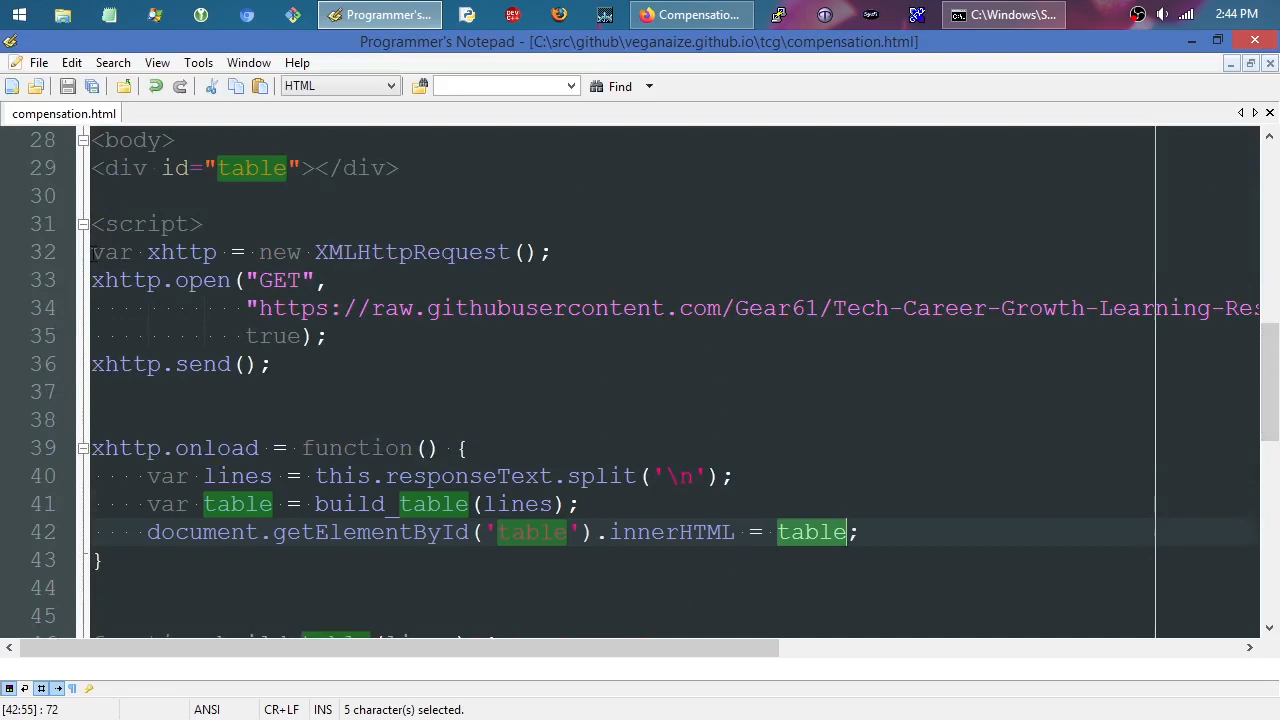 Programmer's...
Compensatio...
C:\Windows\S...
2:44 PM
Programmer's Notepad - [C:\src\github\veganaize.github.io\tcg\compensation.html]
File Edit Search View Tools Window Help
HTML
Find
compensation.html
28 <body>
29 <div id="table"></div>
30
31 <script>
32 var xhttp = new XMLHttpRequest();
33 xhttp.open("GET",
34 "https://raw.githubusercontent.com/Gear61/Tech-Career-Growth-Learning-Res
35 true);
36 xhttp.send();
37
38
39 xhttp.onload = function() {
40 var lines = this.responseText.split('\n');
41 var table = build_table(lines);
42 document.getElementById('table').innerHTML = table;
43 }
44
45
[42:55] : 72 ANSI CR+LF INS 5 character(s) selected.